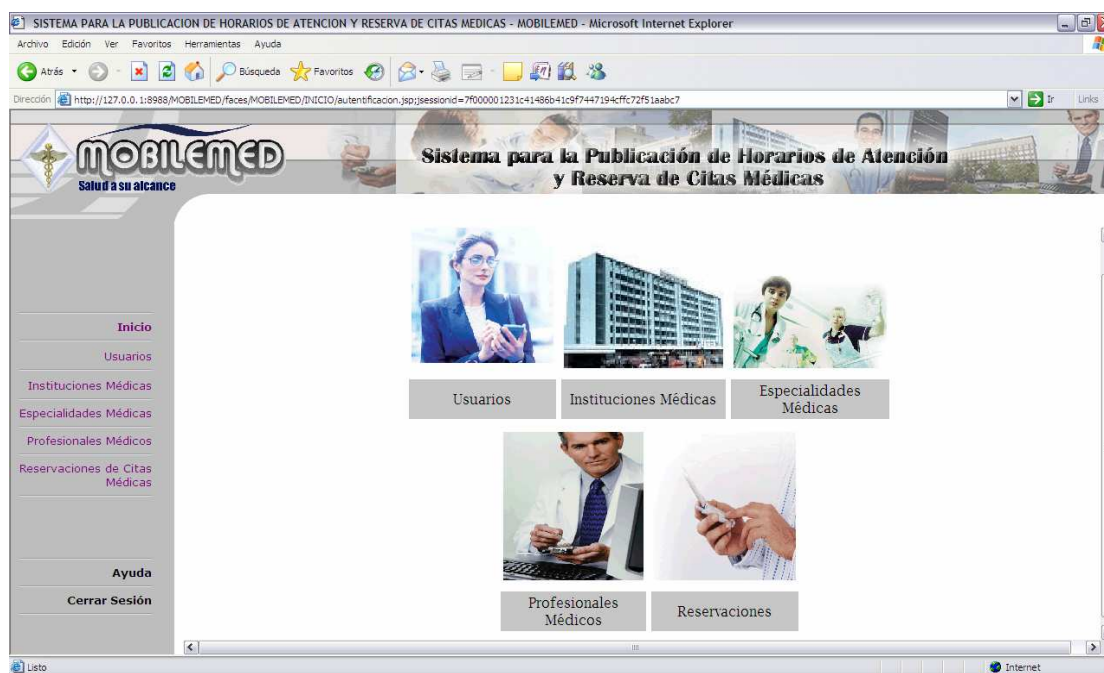 SISTEMA PARA LA PUBLICACION DE HORARIOS DE ATENCION Y RESERVA DE CITAS MEDICAS - MOBILEMED - Microsoft Internet Explorer
Archivo Edición Ver Favoritos Herramientas Ayuda
Atrás Búsqueda Favoritos
Dirección http://127.0.0.1:8988/MOBILEMED/faces/MOBILEMED/INICIO/autentificacion.jsp;jsessionid=7f000001231c41486b41c9f7447194cffc72f51aabc7 Ir Links
MOBILEMED
Salud a su alcance
Sistema para la Publicación de Horarios de Atención
y Reserva de Citas Médicas
Inicio
Usuarios
Instituciones Médicas
Especialidades Médicas
Profesionales Médicos
Reservaciones de Citas
Médicas
Ayuda
Cerrar Sesión
Usuarios
Instituciones Médicas
Especialidades
Médicas
Profesionales
Médicos
Reservaciones
Listo Internet